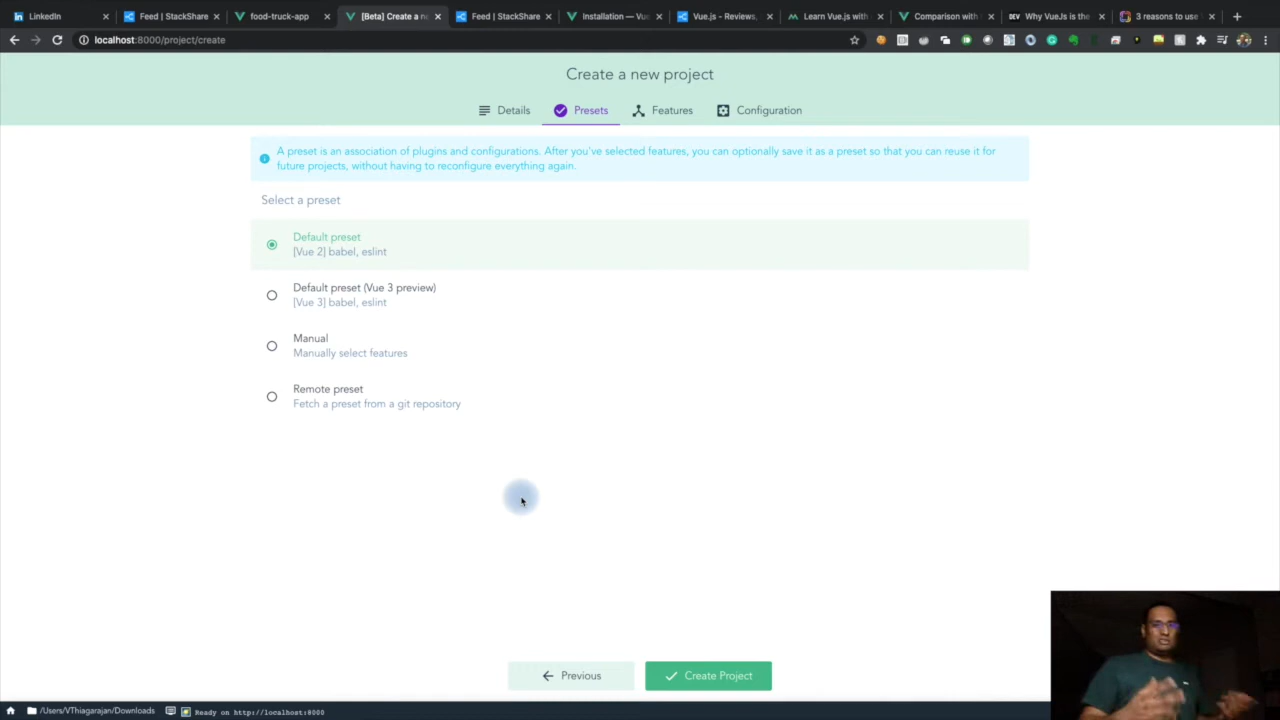 LinkedIn
Feed | StackShare
food-truck-app
[Beta] Create a ne
Feed | StackShare
Installation — Vue
Vue.js - Reviews,
Learn Vue.js with
Comparison with
DEV
Why VueJs is the
3 reasons to use
localhost:8000/project/create
Create a new project
Details
Presets
Features
Configuration
A preset is an association of plugins and configurations. After you've selected features, you can optionally save it as a preset so that you can reuse it for
future projects, without having to reconfigure everything again.
Select a preset
Default preset
[Vue 2] babel, eslint
Default preset (Vue 3 preview)
[Vue 3] babel, eslint
Manual
Manually select features
Remote preset
Fetch a preset from a git repository
Previous
Create Project
/Users/VThiagarajan/Downloads
Ready on http://localhost:8000